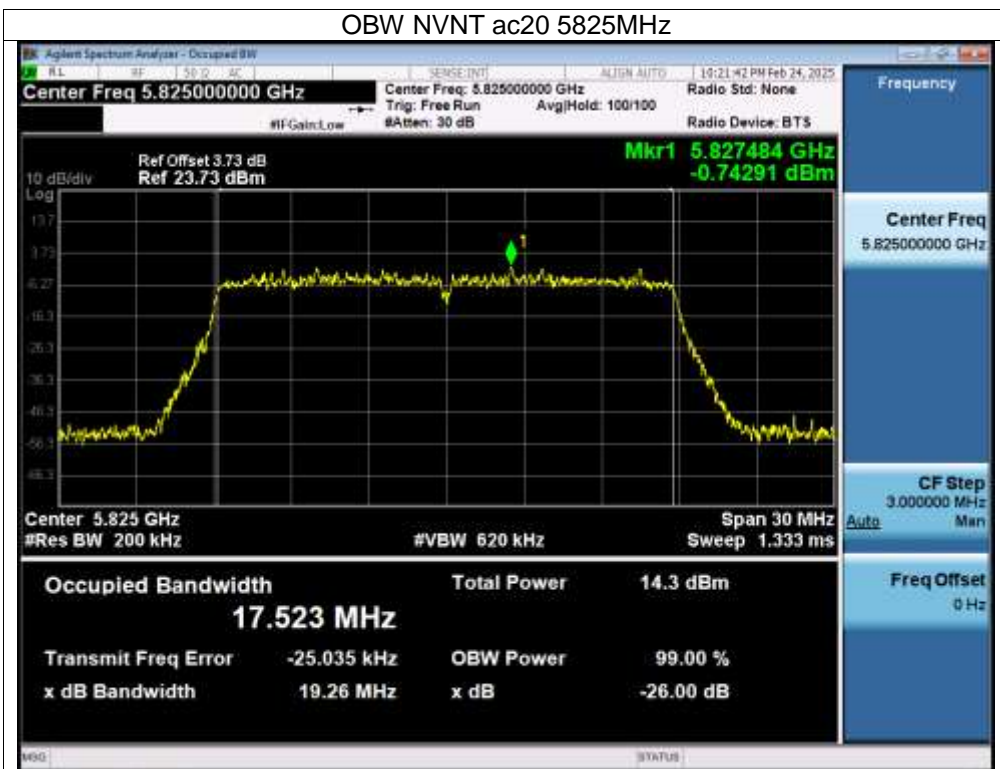 OBW NVNT ac20 5825MHz
Agilent Spectrum Analyzer - Occupied BW
RL RF 50 Ω AC SENSE:INT ALIGN AUTO 10:21:42 PM Feb 24, 2025
Center Freq 5.825000000 GHz
Center Freq: 5.825000000 GHz
Radio Std: None
Trig: Free Run Avg|Hold: 100/100
#IFGain:Low #Atten: 30 dB Radio Device: BTS
Frequency
Ref Offset 3.73 dB
10 dB/div Ref 23.73 dBm
Mkr1 5.827484 GHz
-0.74291 dBm
Log
13.7
3.73
-6.27
-16.3
-26.3
-36.3
-46.3
-56.3
-66.3
1
Center 5.825 GHz Span 30 MHz
#Res BW 200 kHz #VBW 620 kHz Sweep 1.333 ms
Center Freq
5.825000000 GHz
CF Step
3.000000 MHz
Auto Man
Freq Offset
0 Hz
Occupied Bandwidth Total Power 14.3 dBm
17.523 MHz
Transmit Freq Error -25.035 kHz OBW Power 99.00 %
x dB Bandwidth 19.26 MHz x dB -26.00 dB
MSG STATUS